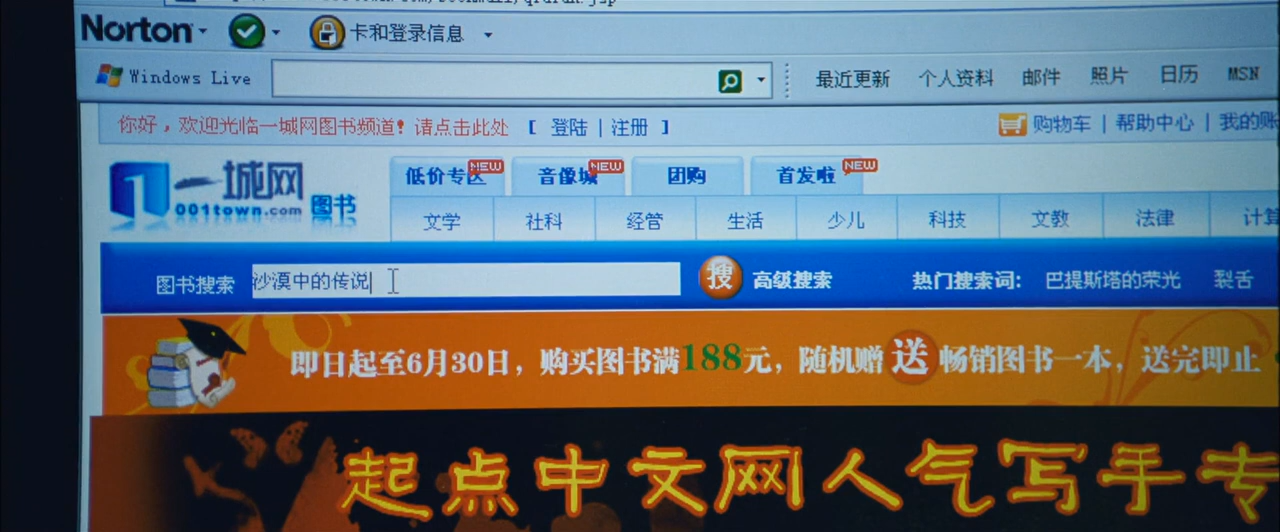 Norton 卡和登录信息
Windows Live 最近更新 个人资料 邮件 照片 日历 MSN
你好，欢迎光临一城网图书频道! 请点击此处 [ 登陆 | 注册 ] 购物车 | 帮助中心 | 我的账
一城网 图书
001town.com
低价专区 NEW 音像城 NEW 团购 首发啦 NEW
文学 社科 经管 生活 少儿 科技 文教 法律 计算
图书搜索 沙漠中的传说 搜 高级搜索 热门搜索词: 巴提斯塔的荣光 裂舌
即日起至6月30日，购买图书满188元，随机赠 送 畅销图书一本，送完即止
起点中文网人气写手专